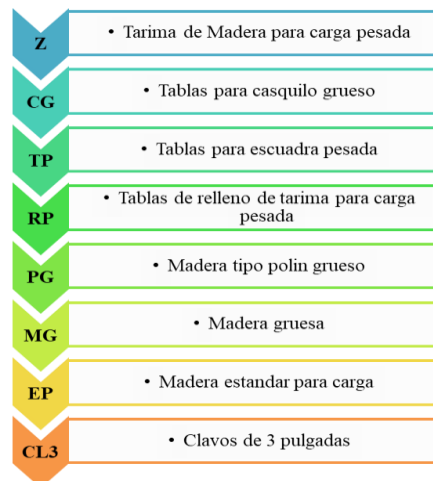 Z
• Tarima de Madera para carga pesada
CG
• Tablas para casquilo grueso
TP
• Tablas para escuadra pesada
RP
• Tablas de relleno de tarima para carga
pesada
PG
• Madera tipo polin grueso
MG
• Madera gruesa
EP
• Madera estandar para carga
CL3
• Clavos de 3 pulgadas